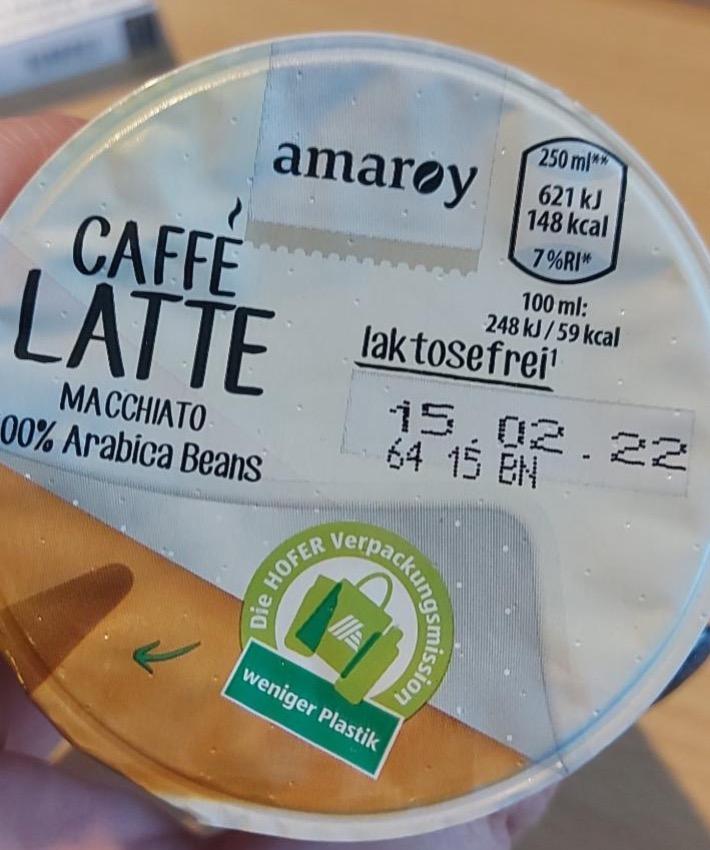 amaroy
250 ml**
621 kJ
148 kcal
7%RI*
100 ml:
248 kJ / 59 kcal
CAFFÈ
LATTE
MACCHIATO
00% Arabica Beans
laktosefrei¹
15.02.22
64 15 BN
Die HOFER Verpackungsmission
weniger Plastik